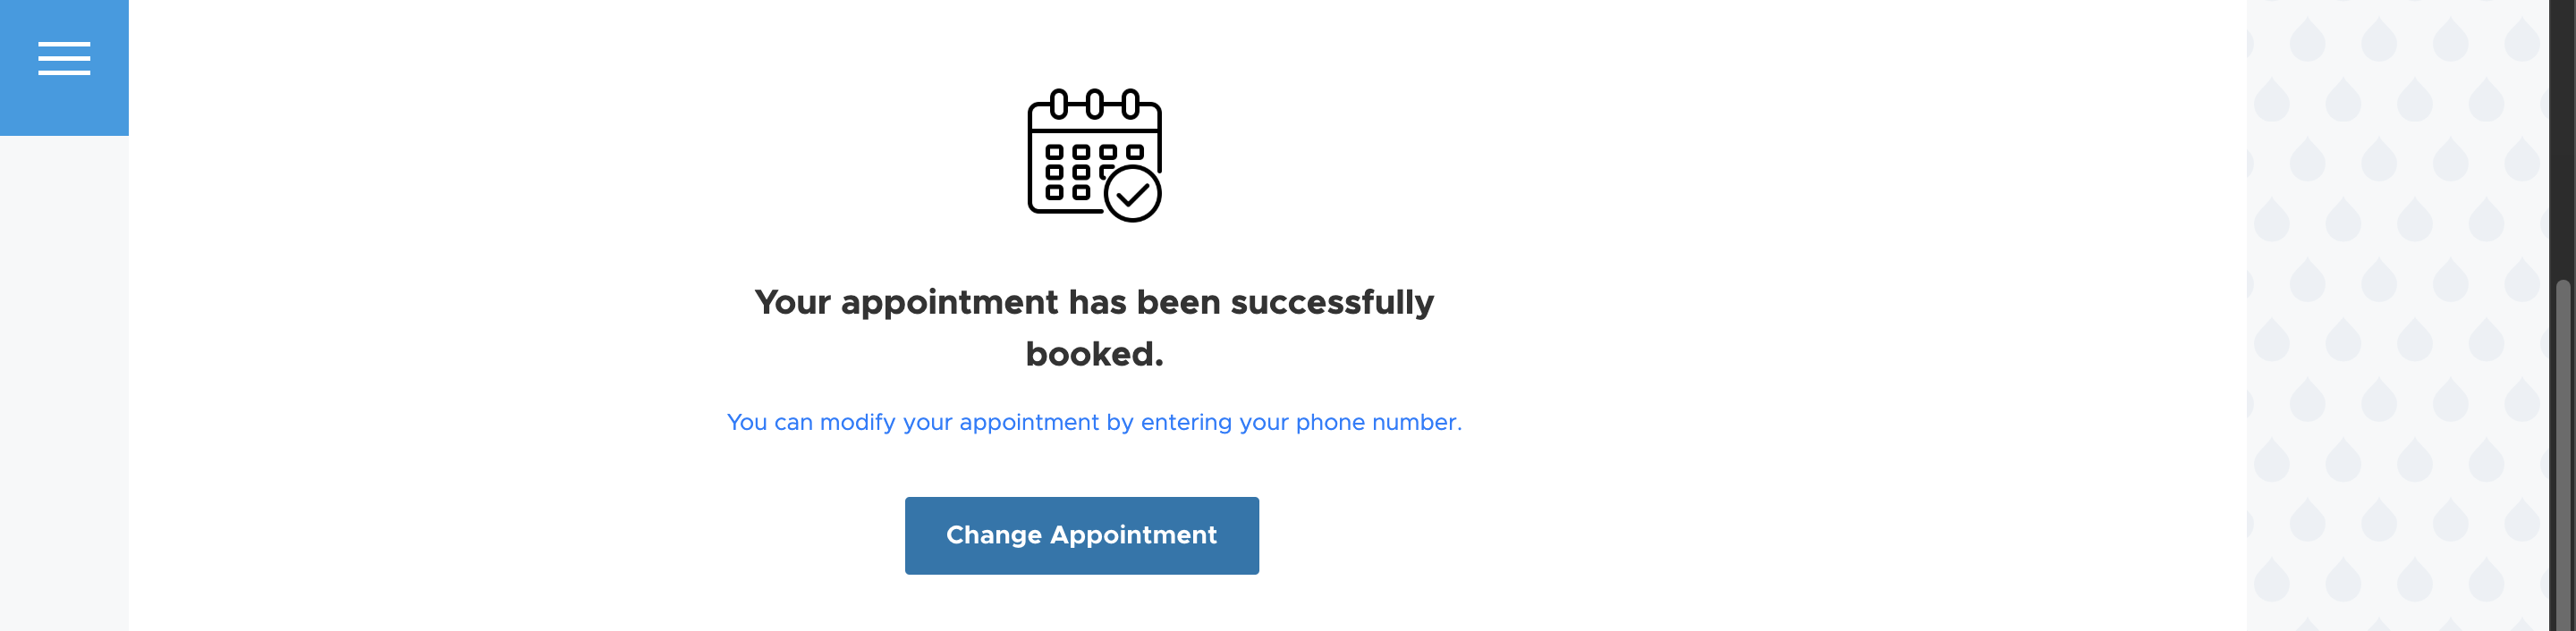 Your appointment has been successfully
booked.
You can modify your appointment by entering your phone number.
Change Appointment